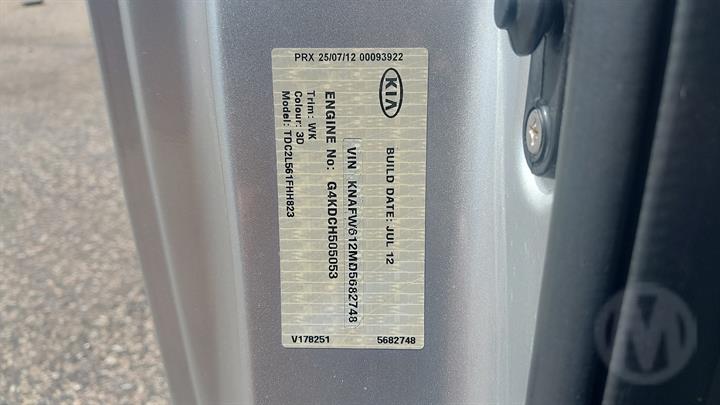 PRX 25/07/12 00093922
KIA
BUILD DATE: JUL 12
VIN KNAFW612MD5682748
ENGINE No: G4KDCH505053
Trim: WK
Colour: 3D
Model: TDC2L561FHH823
V178251 5682748
M